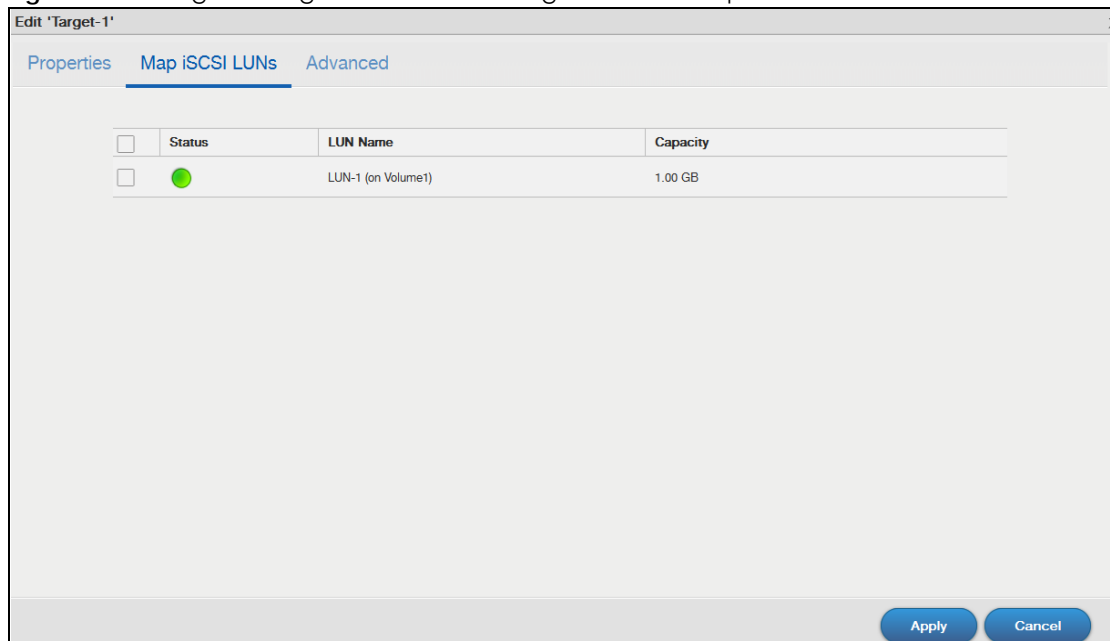 Edit 'Target-1'
Properties Map iSCSI LUNs Advanced
Status LUN Name Capacity
LUN-1 (on Volume1) 1.00 GB
Apply Cancel